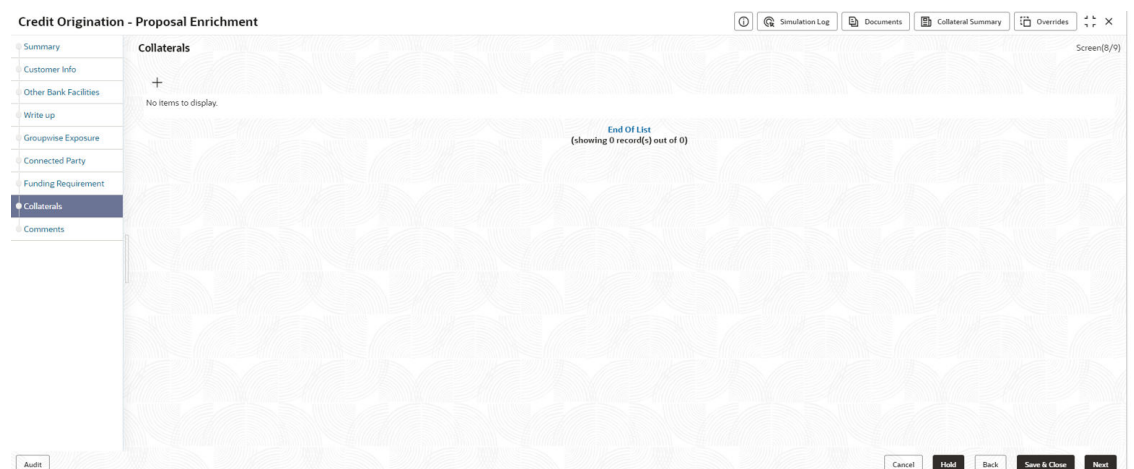 Credit Origination - Proposal Enrichment
Simulation Log
Documents
Collateral Summary
Overrides
Summary
Customer Info
Other Bank Facilities
Write up
Groupwise Exposure
Connected Party
Funding Requirement
Collaterals
Comments
Collaterals
Screen(8/9)
+
No items to display.
End Of List
(showing 0 record(s) out of 0)
Audit
Cancel
Hold
Back
Save & Close
Next